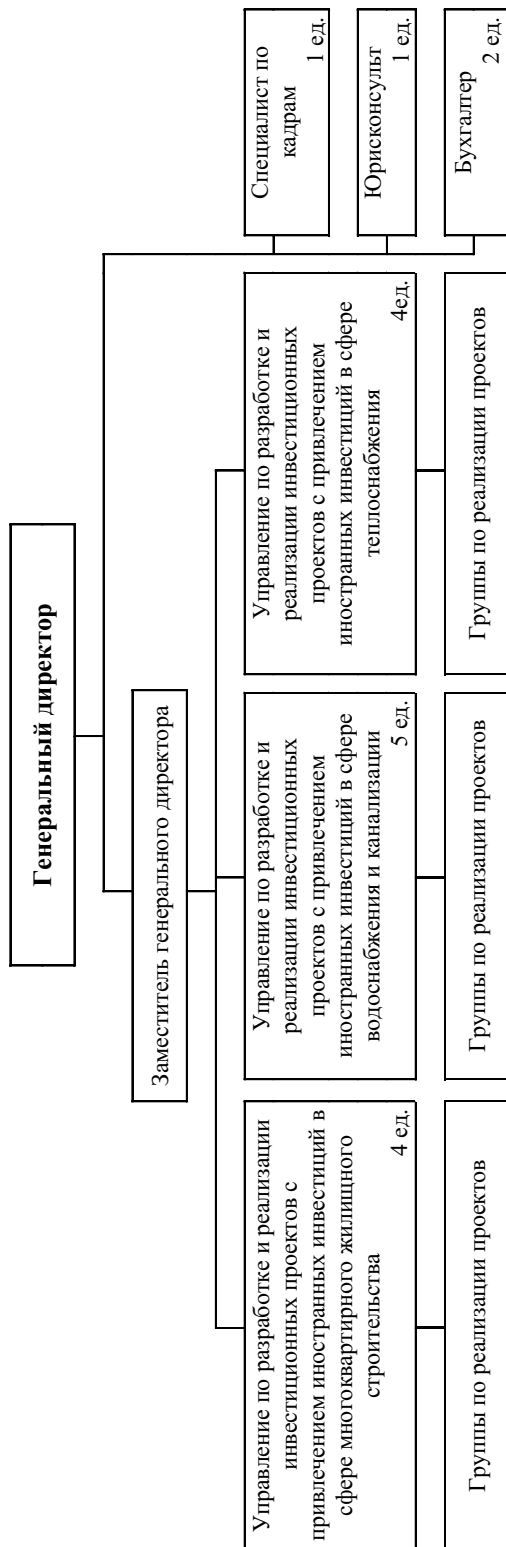 Генеральный директор
Заместитель генерального директора
Управление по разработке и реализации
инвестиционных проектов с
привлечением иностранных инвестиций в
сфере многоквартирного жилищного
строительства
4 ед.
Управление по разработке и
реализации инвестиционных
проектов с привлечением
иностранных инвестиций в сфере
водоснабжения и канализации
5 ед.
Управление по разработке и
реализации инвестиционных
проектов с привлечением
иностранных инвестиций в сфере
теплоснабжения
4ед.
Специалист по
кадрам
1 ед.
Юрисконсульт
1 ед.
Бухгалтер
2 ед.
Группы по реализации проектов
Группы по реализации проектов
Группы по реализации проектов